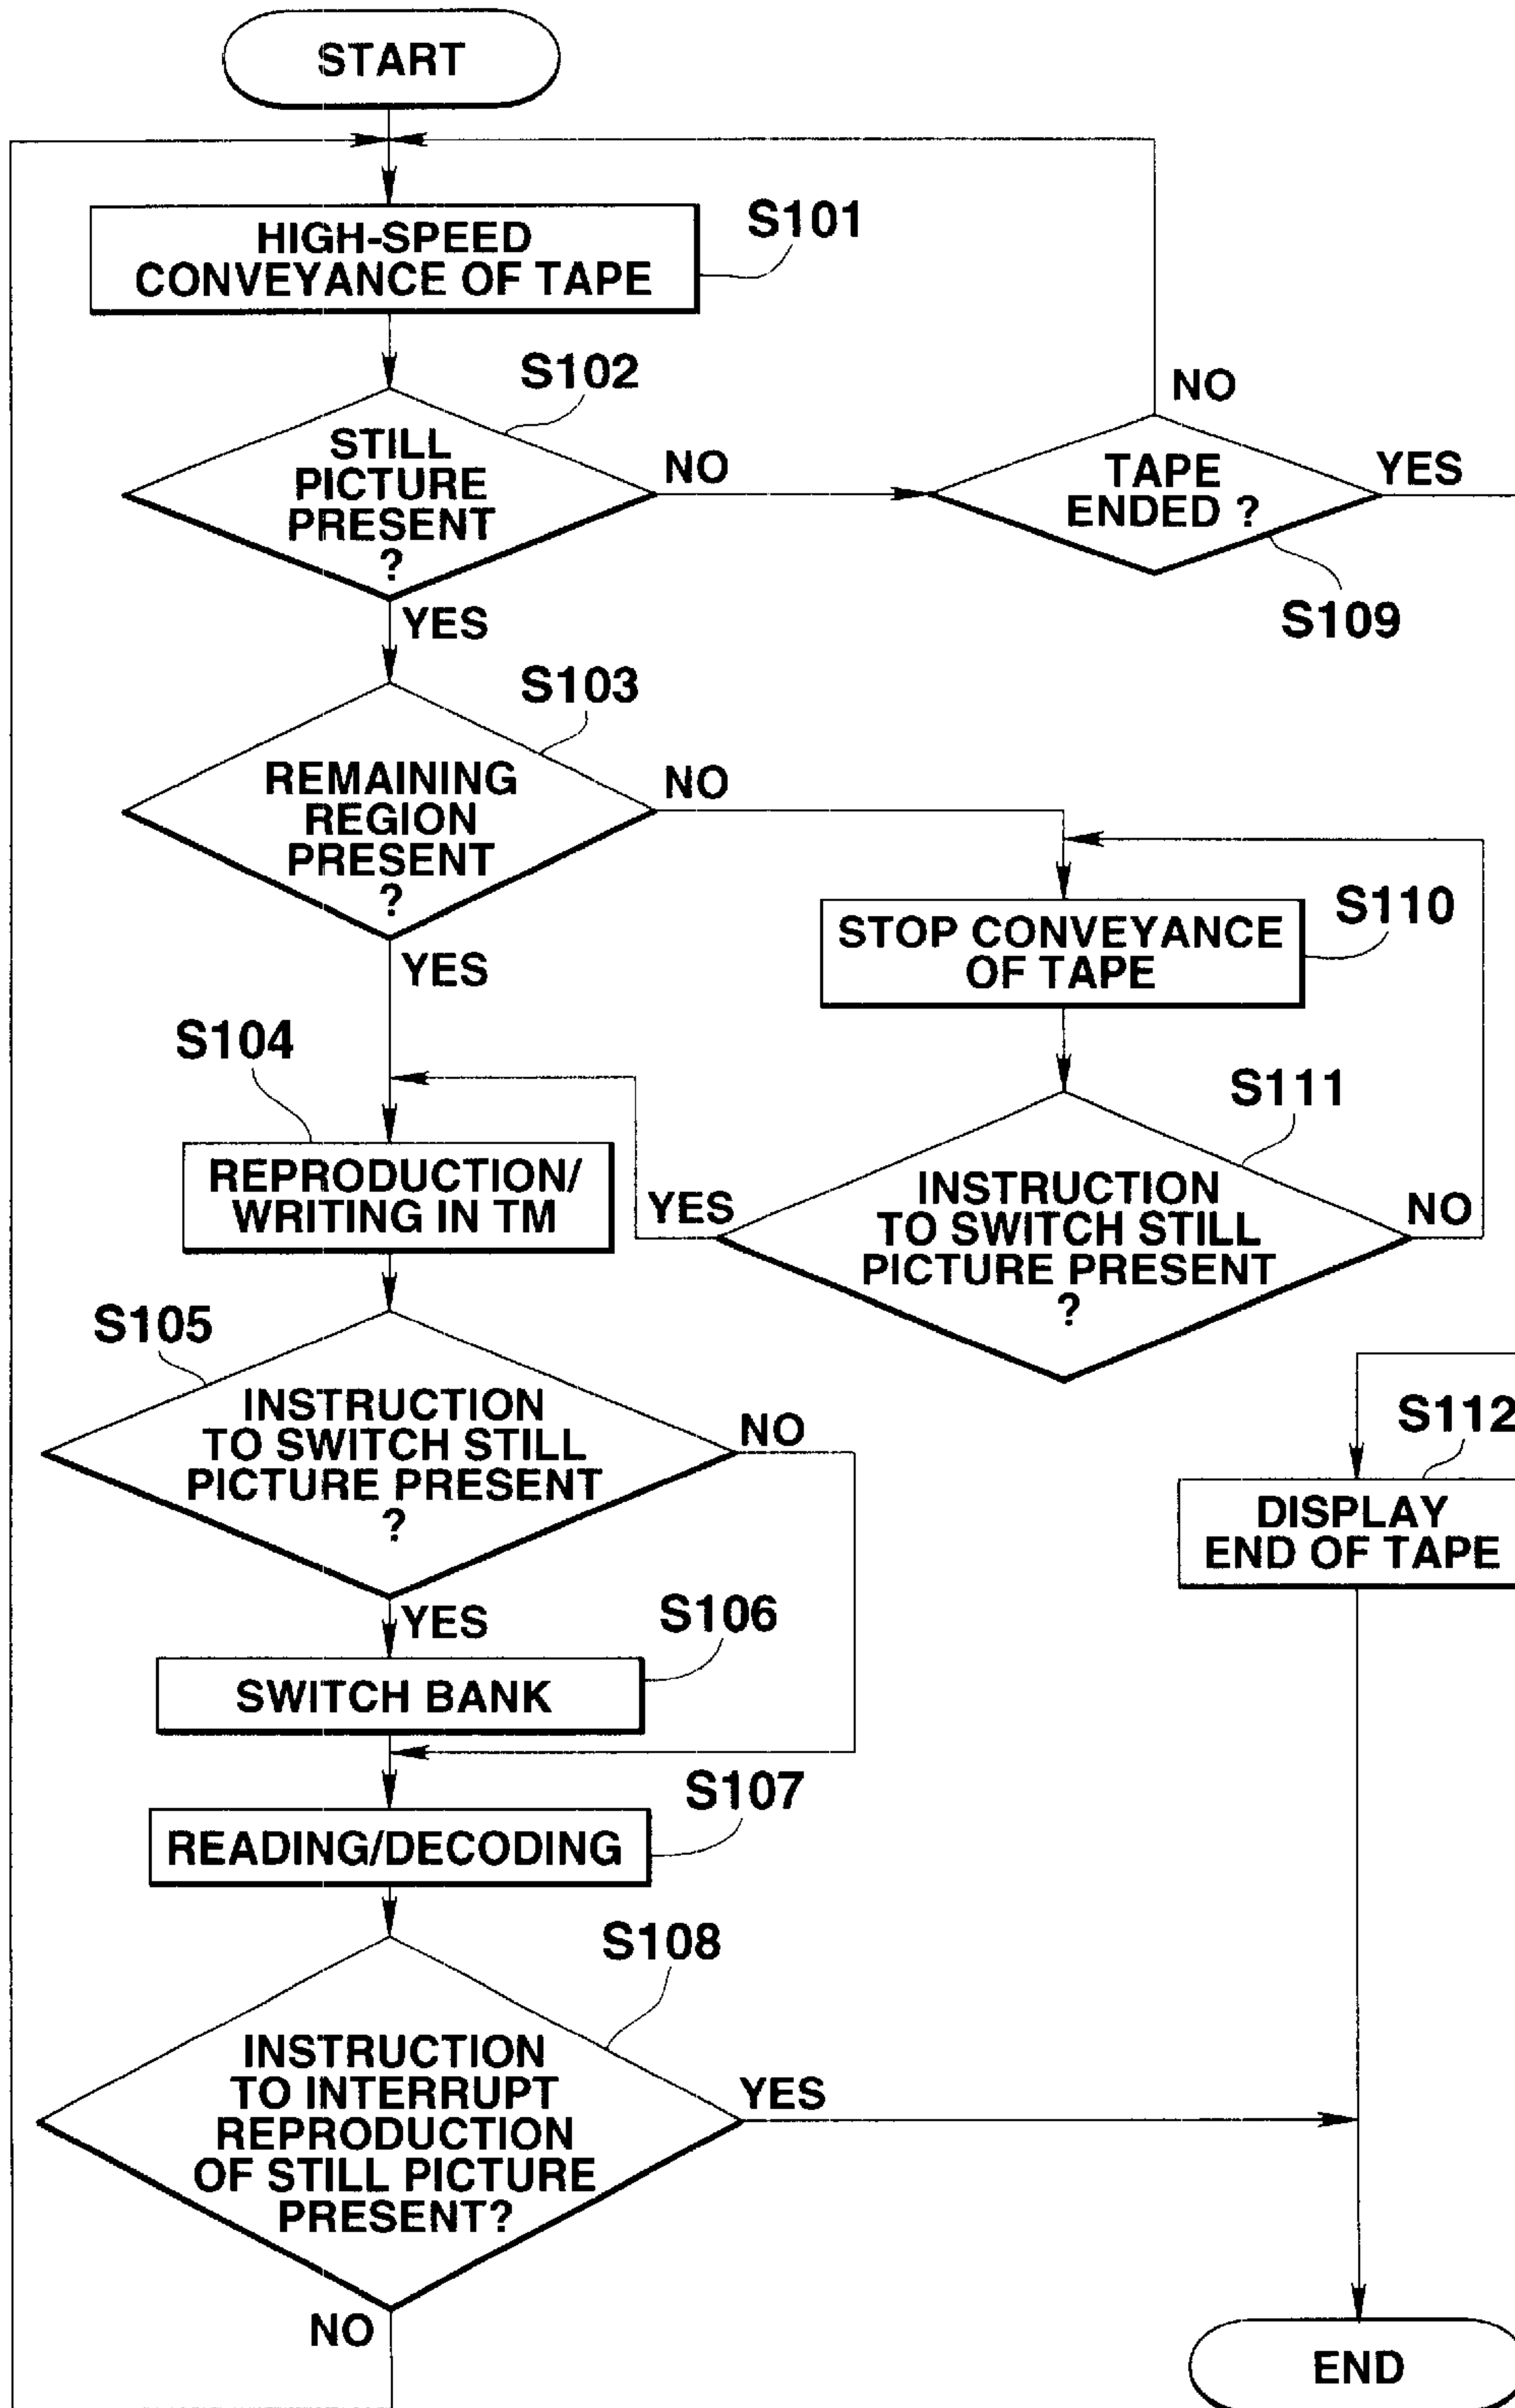 START
HIGH-SPEED
CONVEYANCE OF TAPE
S101
S102
STILL
PICTURE
PRESENT
?
NO
YES
NO
TAPE
ENDED ?
YES
S109
S103
REMAINING
REGION
PRESENT
?
NO
YES
STOP CONVEYANCE
OF TAPE
S110
S104
REPRODUCTION/
WRITING IN TM
S111
INSTRUCTION
TO SWITCH STILL
PICTURE PRESENT
?
YES
NO
S105
INSTRUCTION
TO SWITCH STILL
PICTURE PRESENT
?
NO
YES
S112
DISPLAY
END OF TAPE
S106
SWITCH BANK
S107
READING/DECODING
S108
INSTRUCTION
TO INTERRUPT
REPRODUCTION
OF STILL PICTURE
PRESENT?
YES
NO
END